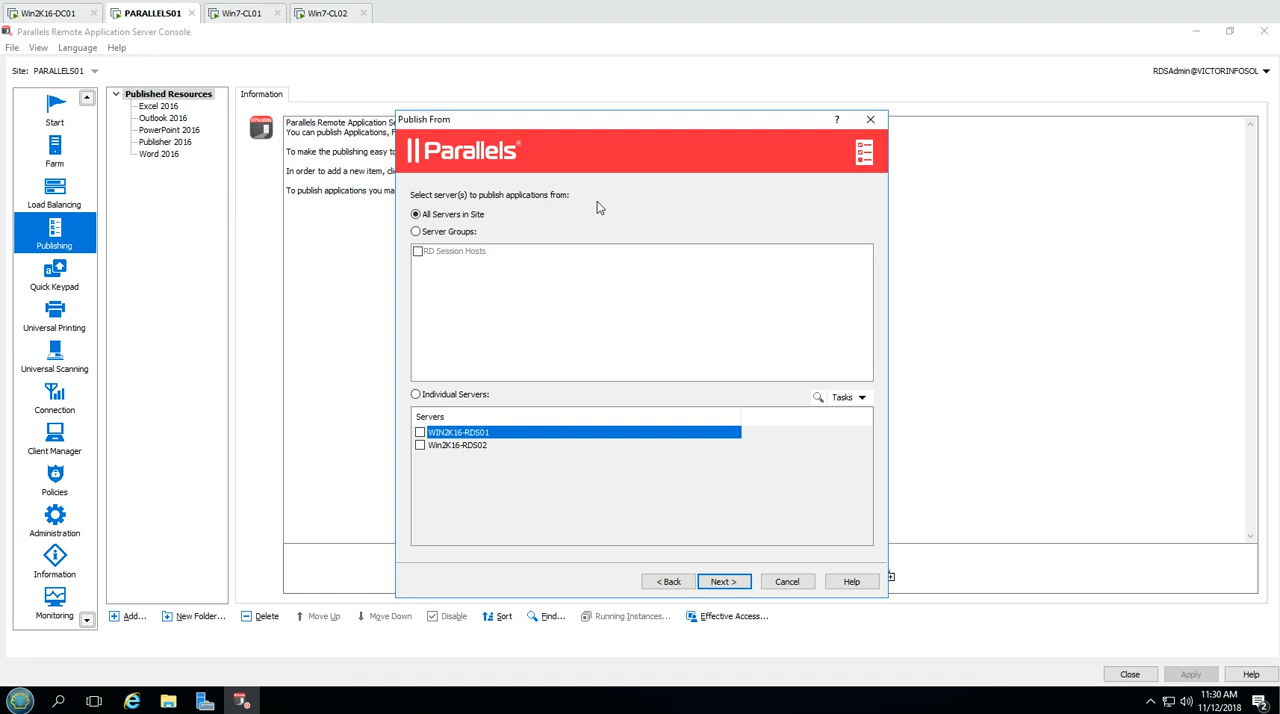 Win2K16-DC01
PARALLELS01
Win7-CL01
Win7-CL02
Parallels Remote Application Server Console
File View Language Help
Site: PARALLELS01
RDSAdmin@VICTORINFOSOL
Start
Farm
Load Balancing
Publishing
Quick Keypad
Universal Printing
Universal Scanning
Connection
Client Manager
Policies
Administration
Information
Monitoring
Published Resources
Excel 2016
Outlook 2016
PowerPoint 2016
Publisher 2016
Word 2016
Information
Parallels Remote Application Se
You can publish Applications, F
To make the publishing easy to
In order to add a new item, cli
To publish applications you ma
Publish From
?
Parallels®
Select server(s) to publish applications from:
All Servers in Site
Server Groups:
RD Session Hosts
Individual Servers:
Tasks
Servers
WIN2K16-RDS01
Win2K16-RDS02
< Back Next > Cancel Help
Add... New Folder... Delete Move Up Move Down Disable Sort Find... Running Instances... Effective Access...
Close Apply Help
11:30 AM
11/12/2018
2